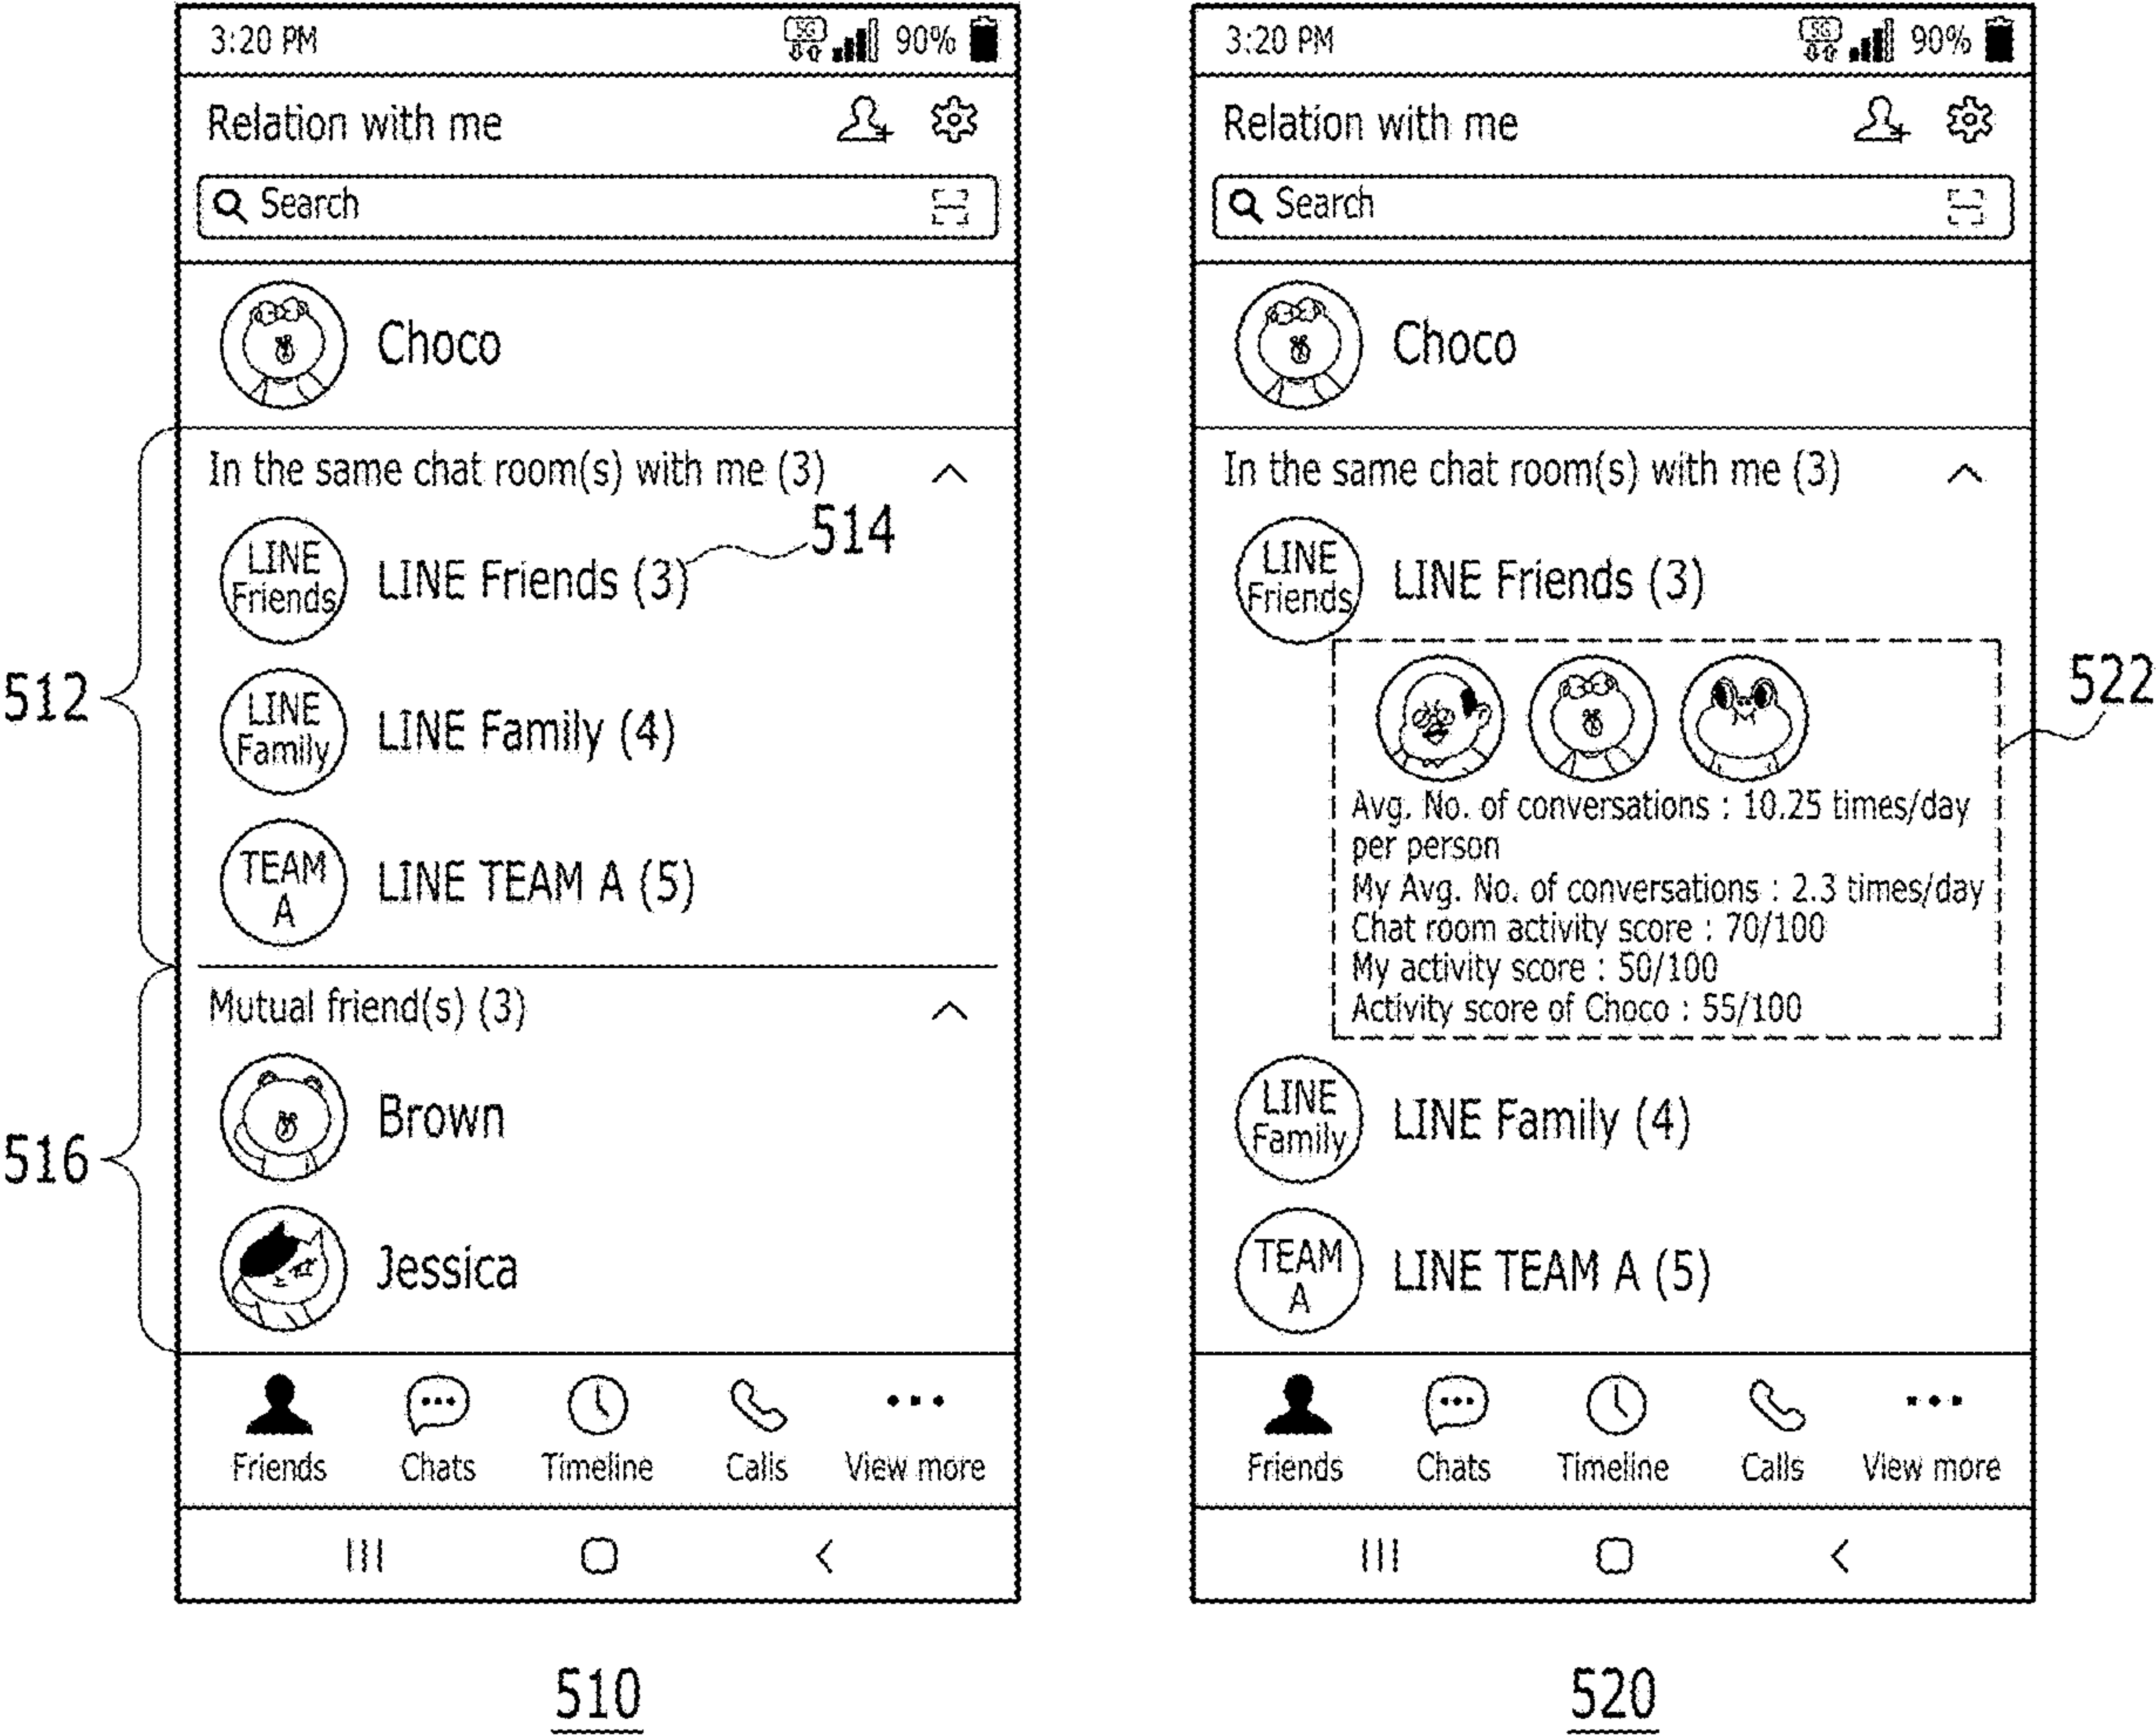 3:20 PM 5G 90%
Relation with me
Search
Choco
In the same chat room(s) with me (3)
514
LINE Friends
LINE Friends (3)
512
LINE Family
LINE Family (4)
TEAM A
LINE TEAM A (5)
Mutual friend(s) (3)
Brown
516
Jessica
Friends Chats Timeline Calls View more
510
3:20 PM 5G 90%
Relation with me
Search
Choco
In the same chat room(s) with me (3)
LINE Friends
LINE Friends (3)
522
Avg. No. of conversations : 10.25 times/day
per person
My Avg. No. of conversations : 2.3 times/day
Chat room activity score : 70/100
My activity score : 50/100
Activity score of Choco : 55/100
LINE Family
LINE Family (4)
TEAM A
LINE TEAM A (5)
Friends Chats Timeline Calls View more
520